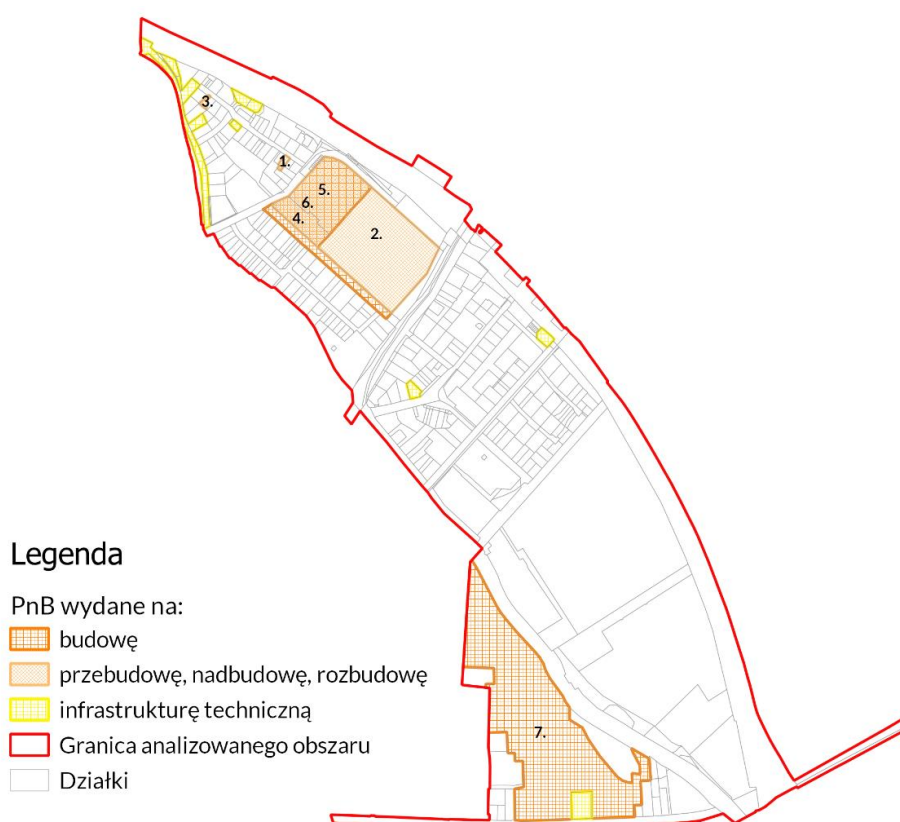 3.
1.
5.
6.
4.
2.
7.
Legenda
PnB wydane na:
budowę
przebudowę, nadbudowę, rozbudowę
infrastrukturę techniczną
Granica analizowanego obszaru
Działki